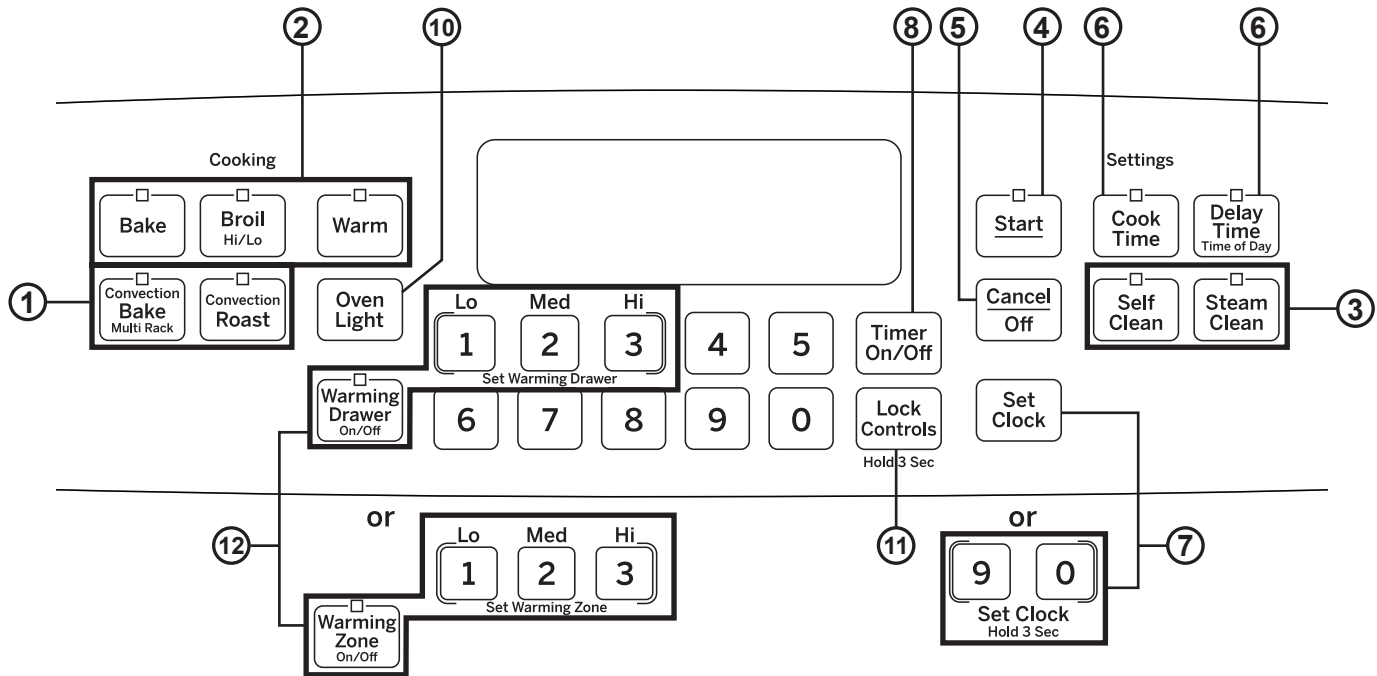 2
10
8
5
4
6
6
Cooking
Settings
Bake
Broil
Hi/Lo
Warm
Start
Cook
Time
Delay
Time
Time of Day
1
Convection
Bake
Multi Rack
Convection
Roast
Oven
Light
Lo
Med
Hi
1
2
3
4
5
Set Warming Drawer
Timer
On/Off
Cancel
Off
Self
Clean
Steam
Clean
3
Warming
Drawer
On/Off
6
7
8
9
0
Lock
Controls
Hold 3 Sec
Set
Clock
or
or
12
Lo
Med
Hi
1
2
3
Set Warming Zone
11
9
0
Set Clock
Hold 3 Sec
7
Warming
Zone
On/Off